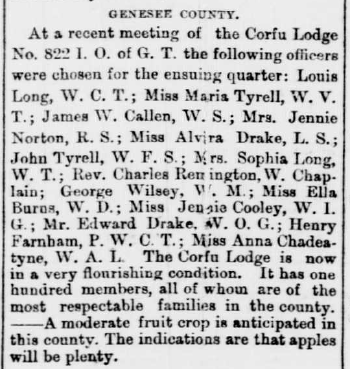 GENESEE COUNTY.
At a recent meeting of the Corfu Lodge
No. 822 I. O. of G. T. the following officers
were chosen for the ensuing quarter: Louis
Long, W. C. T.; Miss Maria Tyrell, W. V.
T.; James W. Callen, W. S.; Mrs. Jennie
Norton, R. S.; Miss Alvira Drake, L. S.;
John Tyrell, W. F. S.; Mrs. Sophia Long,
W. T.; Rev. Charles Remington, W. Chap-
lain; George Wilsey, W. M.; Miss Ella
Burns, W. D.; Miss Jennie Cooley, W. I.
G.; Mr. Edward Drake, W. O. G.; Henry
Farnham, P. W. C. T.; Miss Anna Chadea-
tyne, W. A. L. The Corfu Lodge is now
in a very flourishing condition. It has one
hundred members, all of whom are of the
most respectable families in the county.
——A moderate fruit crop is anticipated in
this county. The indications are that apples
will be plenty.